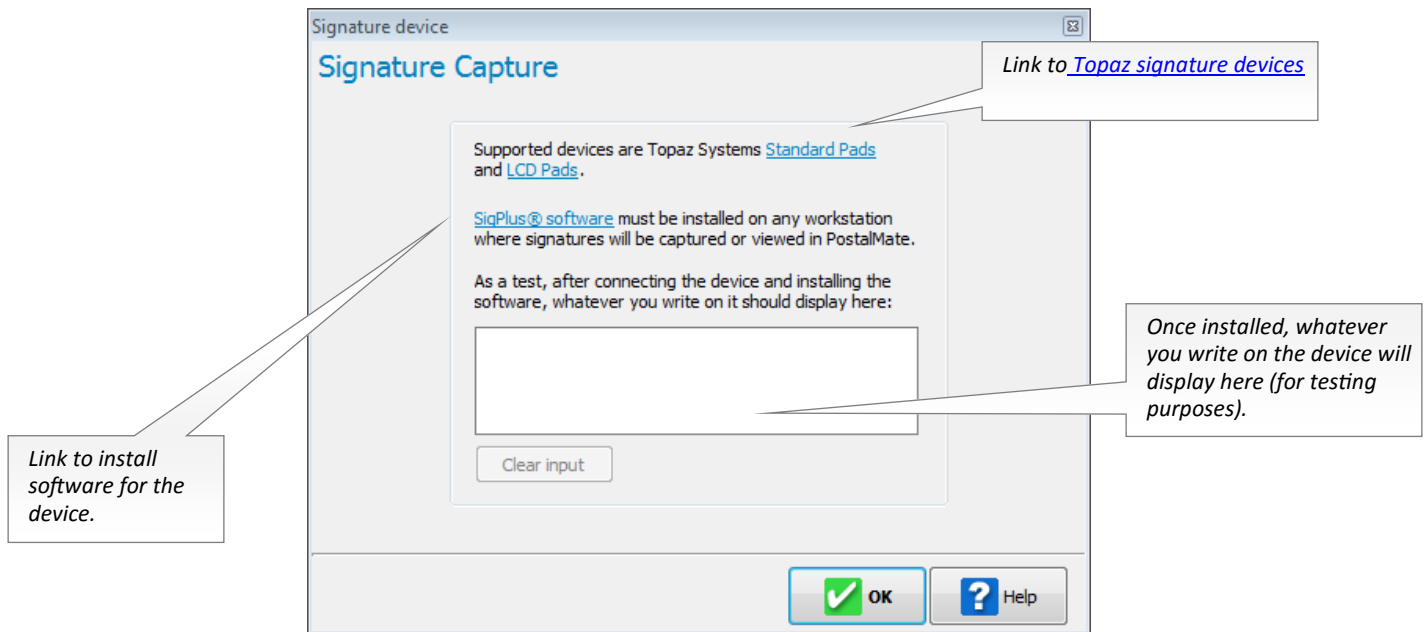 Signature device
Signature Capture
Link to Topaz signature devices
Supported devices are Topaz Systems Standard Pads
and LCD Pads.
SigPlus® software must be installed on any workstation
where signatures will be captured or viewed in PostalMate.
As a test, after connecting the device and installing the
software, whatever you write on it should display here:
Once installed, whatever
you write on the device will
display here (for testing
purposes).
Link to install
software for the
device.
Clear input
OK
Help